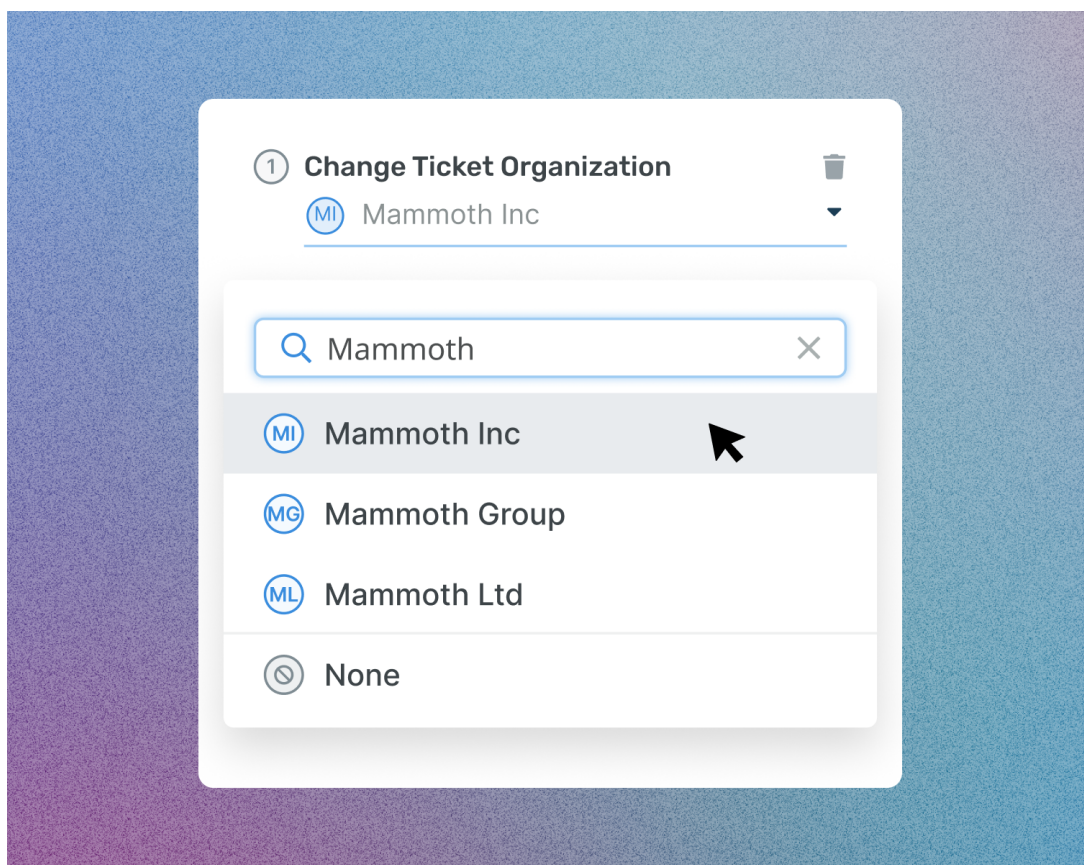 1 Change Ticket Organization
MI Mammoth Inc
Mammoth
MI Mammoth Inc
MG Mammoth Group
ML Mammoth Ltd
None